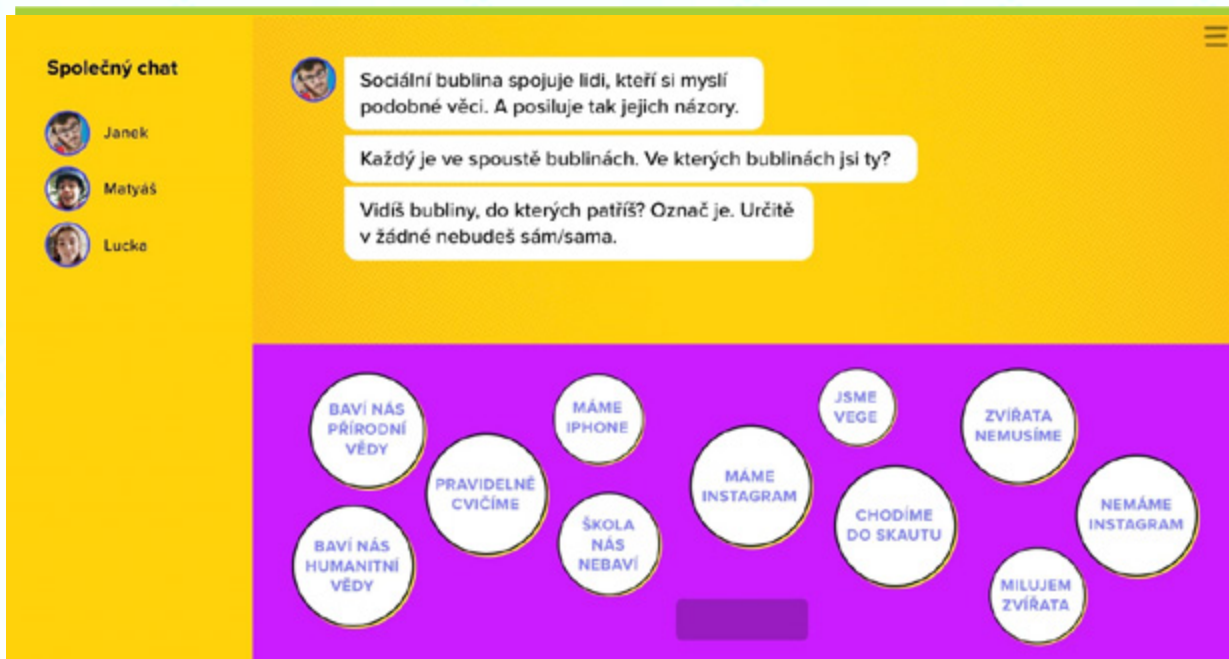 Společný chat
Janek
Matyáš
Lucka
Sociální bublina spojuje lidi, kteří si myslí
podobné věci. A posiluje tak jejich názory.
Každý je ve spoustě bublinách. Ve kterých bublinách jsi ty?
Vidíš bubliny, do kterých patříš? Označ je. Určitě
v žádné nebudeš sám/sama.
BAVÍ NÁS
PŘÍRODNÍ
VĚDY
PRAVIDELNĚ
CVIČÍME
MÁME
IPHONE
BAVÍ NÁS
HUMANITNÍ
VĚDY
ŠKOLA
NÁS
NEBAVÍ
MÁME
INSTAGRAM
JSME
VEGE
CHODÍME
DO SKAUTU
ZVÍŘATA
NEMUSÍME
NEMÁME
INSTAGRAM
MILUJEM
ZVÍŘATA